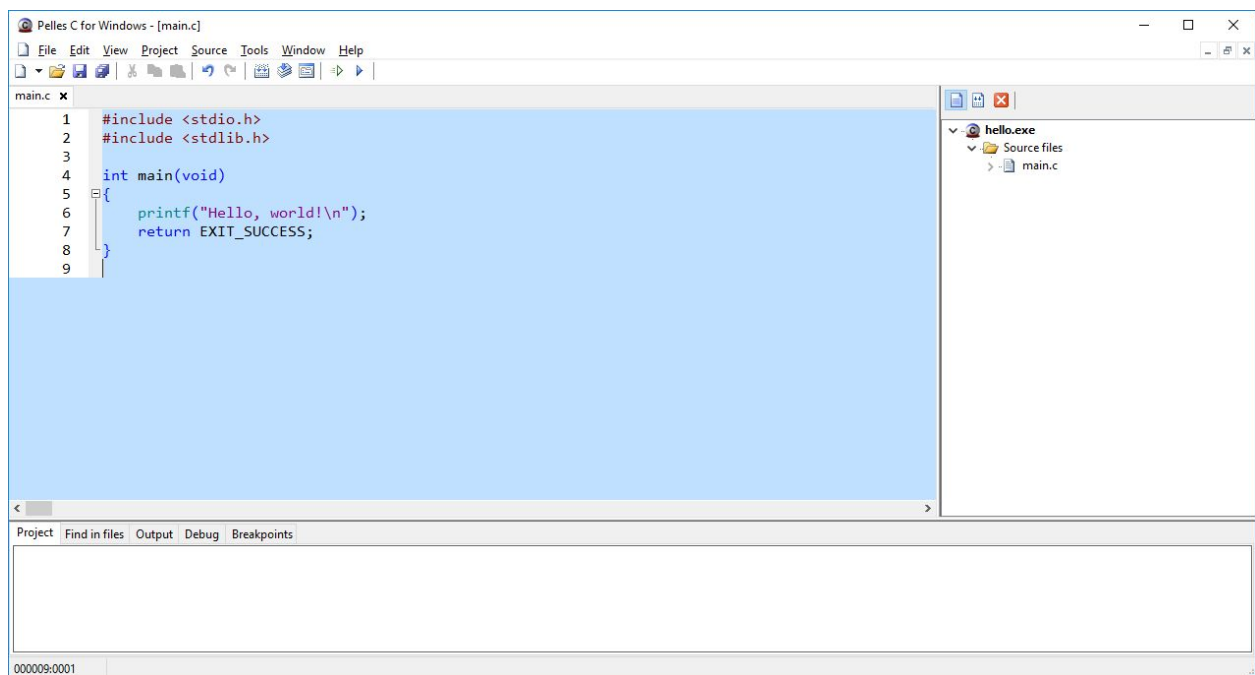 Pelles C for Windows - [main.c]
File Edit View Project Source Tools Window Help
main.c
1 #include <stdio.h>
2 #include <stdlib.h>
3
4 int main(void)
5 {
6     printf("Hello, world!\n");
7     return EXIT_SUCCESS;
8 }
9
hello.exe
Source files
main.c
Project Find in files Output Debug Breakpoints
000009:0001